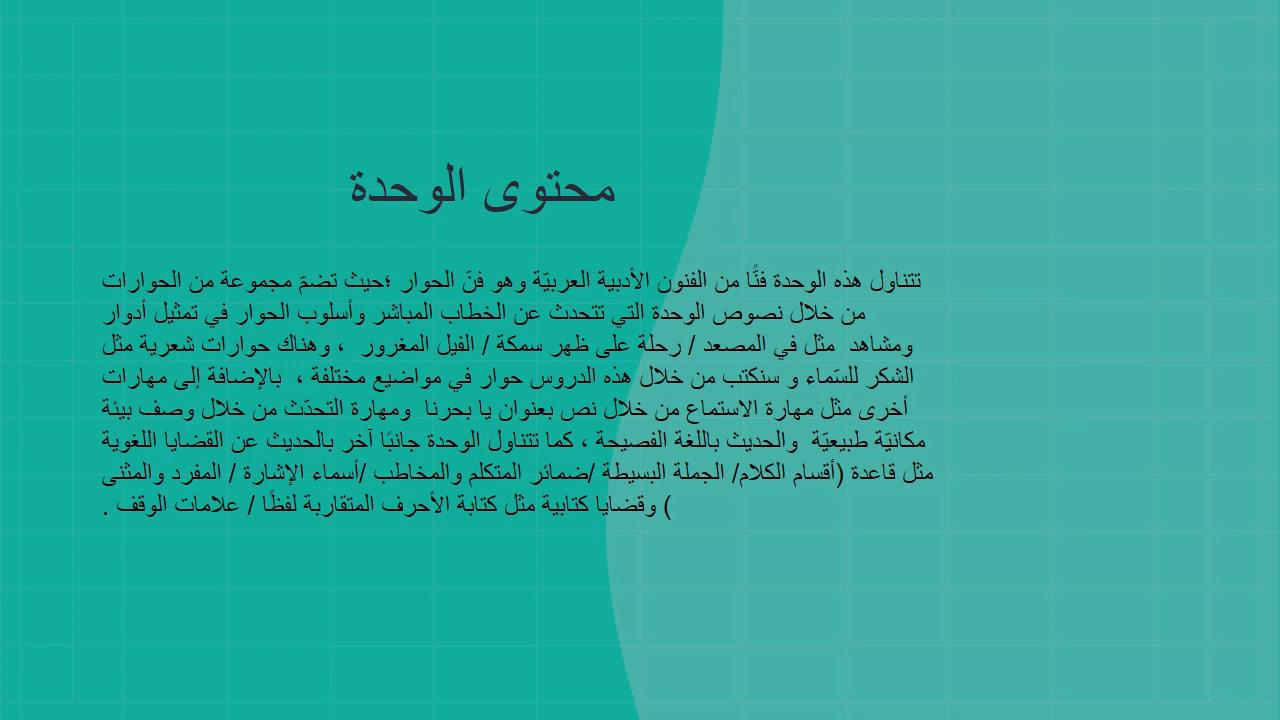 محتوى الوحدة
تتناول هذه الوحدة فنًّا من الفنون الأدبية العربيّة وهو فنّ الحوار ؛حيث تضمّ مجموعة من الحوارات
من خلال نصوص الوحدة التي تتحدث عن الخطاب المباشر وأسلوب الحوار في تمثيل أدوار
ومشاهد مثل في المصعد / رحلة على ظهر سمكة / الفيل المغرور ، وهناك حوارات شعرية مثل
الشكر للسّماء و سنكتب من خلال هذه الدروس حوار في مواضيع مختلفة ، بالإضافة إلى مهارات
أخرى مثل مهارة الاستماع من خلال نص بعنوان يا بحرنا ومهارة التحدّث من خلال وصف بيئة
مكانيّة طبيعيّة والحديث باللغة الفصيحة ، كما تتناول الوحدة جانبًا آخر بالحديث عن القضايا اللغوية
مثل قاعدة (أقسام الكلام/ الجملة البسيطة /ضمائر المتكلم والمخاطب /أسماء الإشارة / المفرد والمثنى
) وقضايا كتابية مثل كتابة الأحرف المتقاربة لفظًا / علامات الوقف .